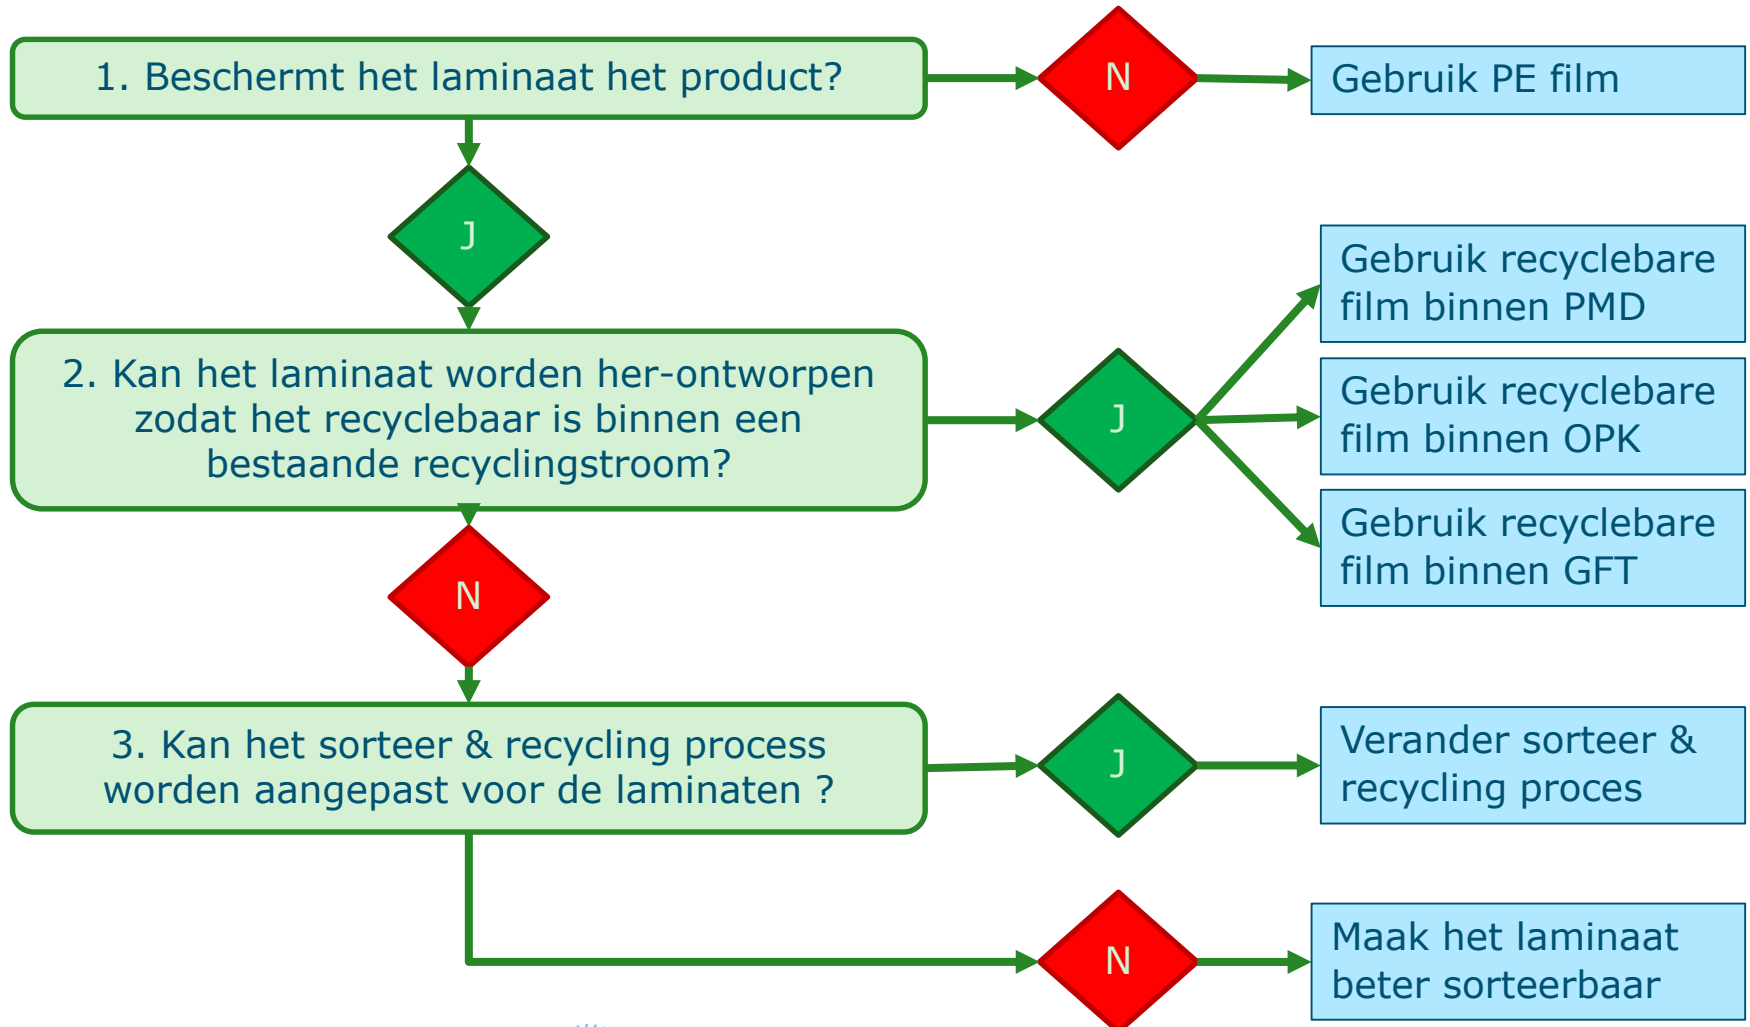 1. Beschermt het laminaat het product?
N
Gebruik PE film
J
Gebruik recyclebare
film binnen PMD
2. Kan het laminaat worden her-ontworpen
zodat het recyclebaar is binnen een
bestaande recyclingstroom?
J
Gebruik recyclebare
film binnen OPK
Gebruik recyclebare
film binnen GFT
N
3. Kan het sorteer & recycling process
worden aangepast voor de laminaten ?
J
Verander sorteer &
recycling proces
N
Maak het laminaat
beter sorteerbaar